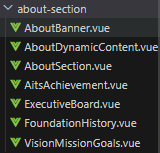 about-section
AboutBanner.vue
AboutDynamicContent.vue
AboutSection.vue
AitsAchievement.vue
ExecutiveBoard.vue
FoundationHistory.vue
VisionMissionGoals.vue